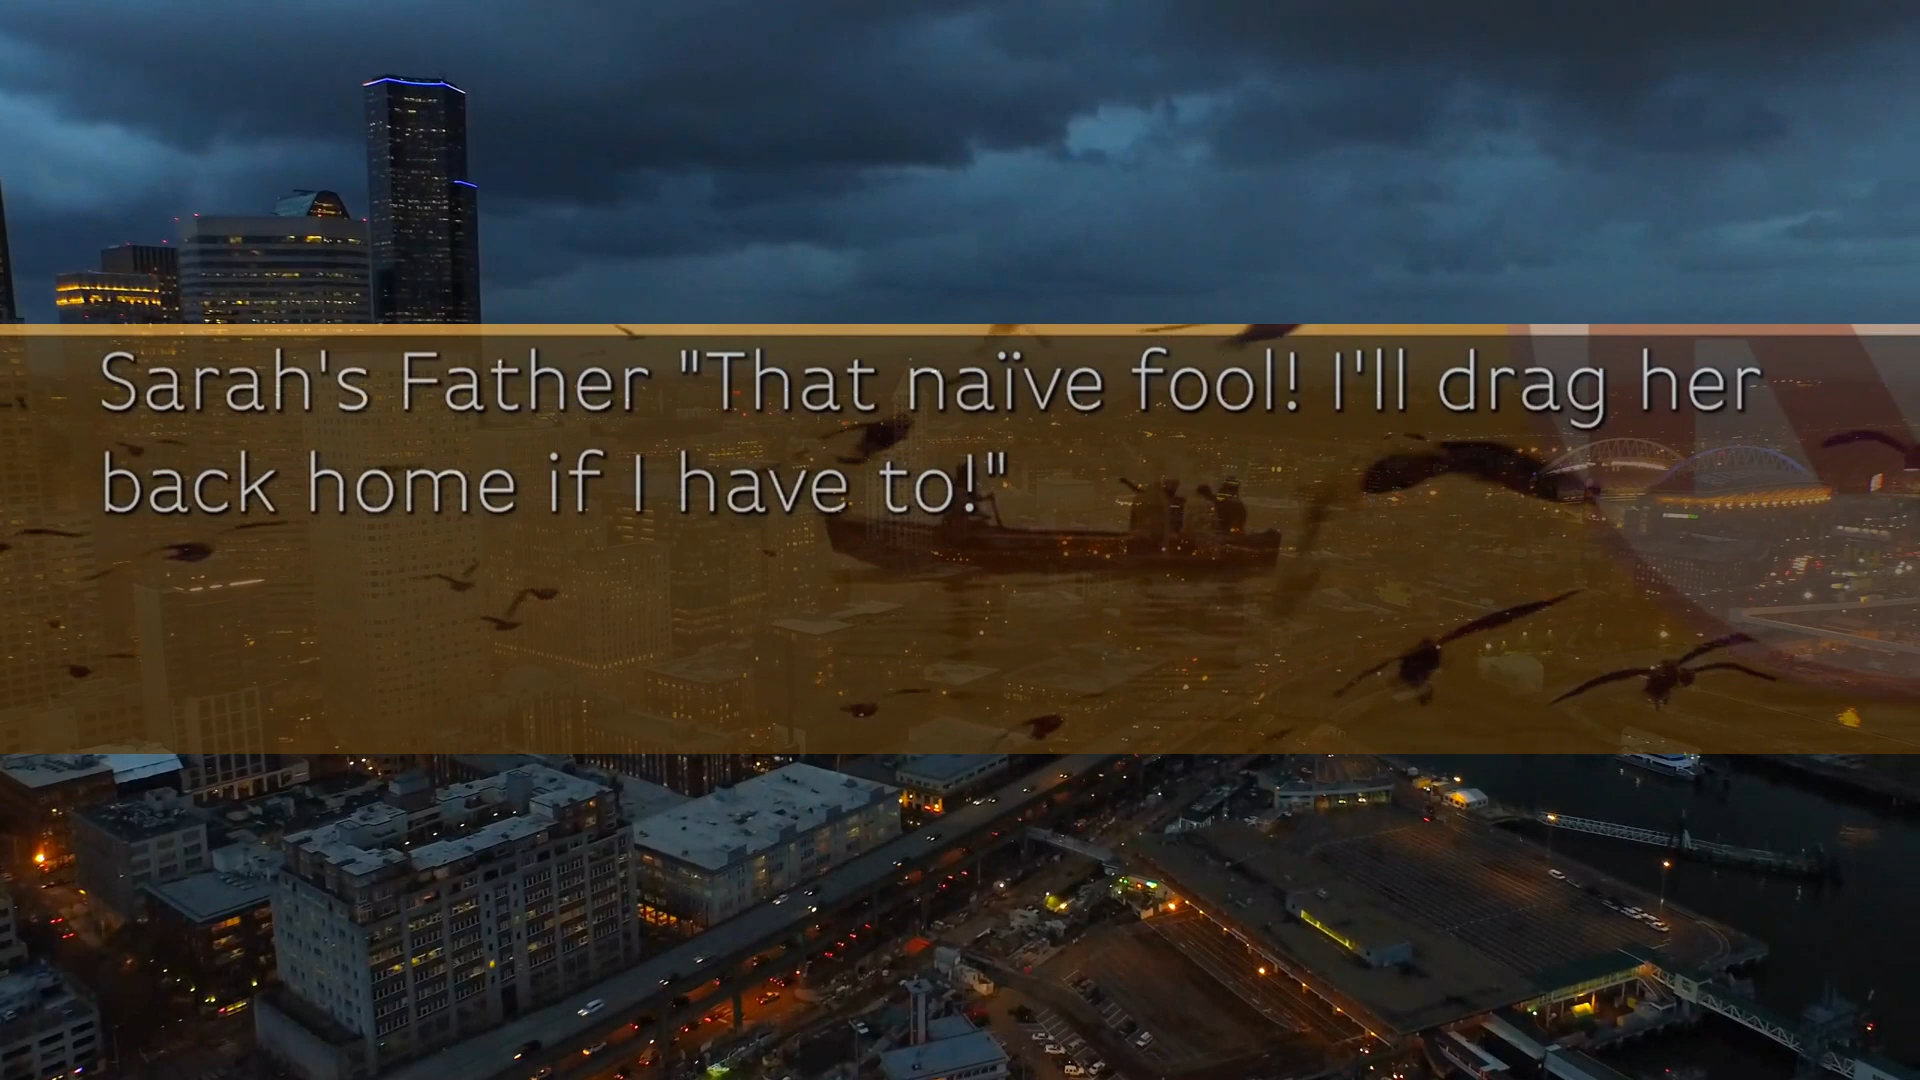 Sarah's Father "That naïve fool! I'll drag her
back home if I have to!"